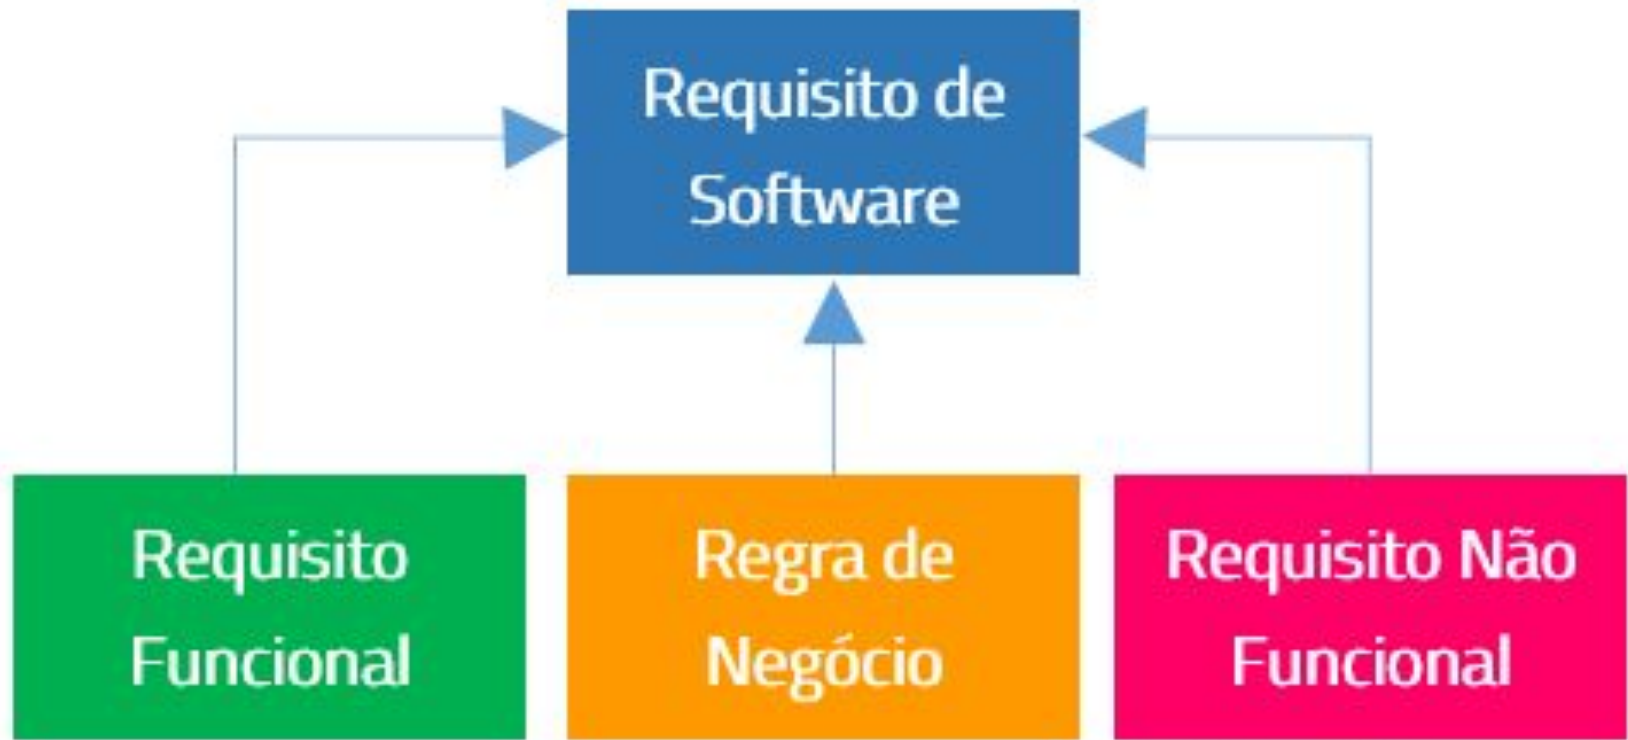 Requisito de
Software
Requisito
Funcional
Regra de
Negócio
Requisito Não
Funcional